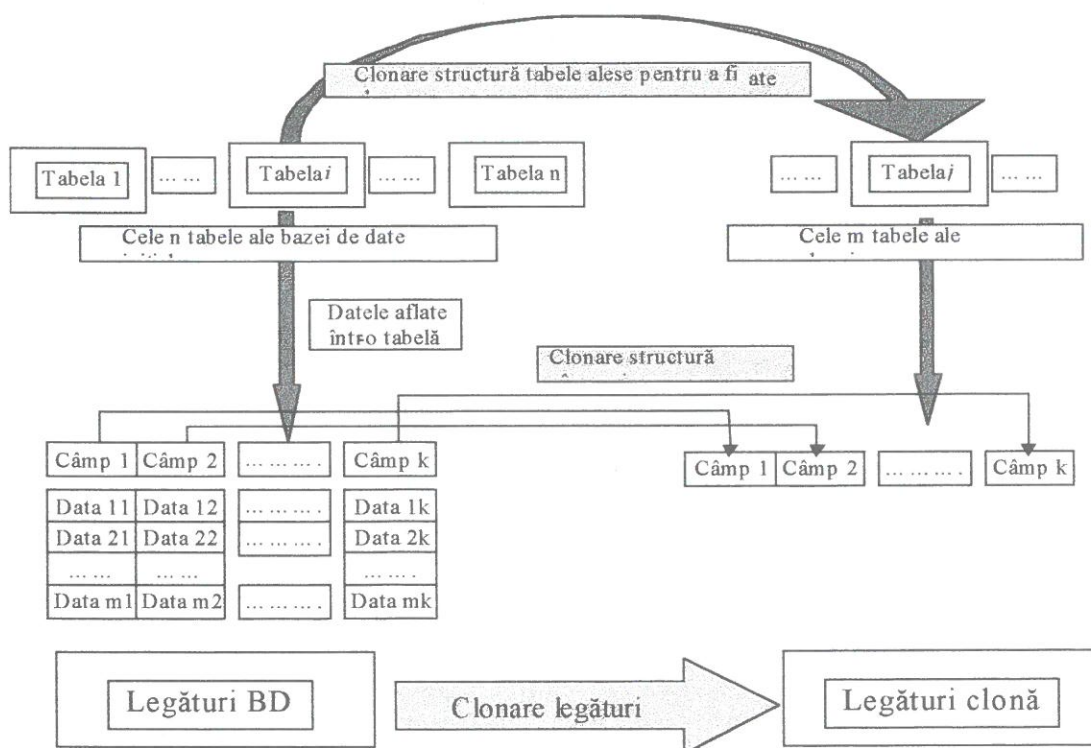 Clonare structură tabele alese pentru a fi ate
Tabela 1
... ...
Tabela i
... ...
Tabela n
... ...
Tabela j
... ...
Cele n tabele ale bazei de date
Cele m tabele ale
Datele aflate
într-o tabelă
Clonare structură
Câmp 1 Câmp 2 ... ... ... . Câmp k
Câmp 1 Câmp 2 ... ... ... . Câmp k
Data 11 Data 12 ... ... ... . Data 1k
Data 21 Data 22 ... ... ... . Data 2k
... ... ... ... ... ... .
Data m1 Data m2 ... ... ... . Data mk
Legături BD
Clonare legături
Legături clonă